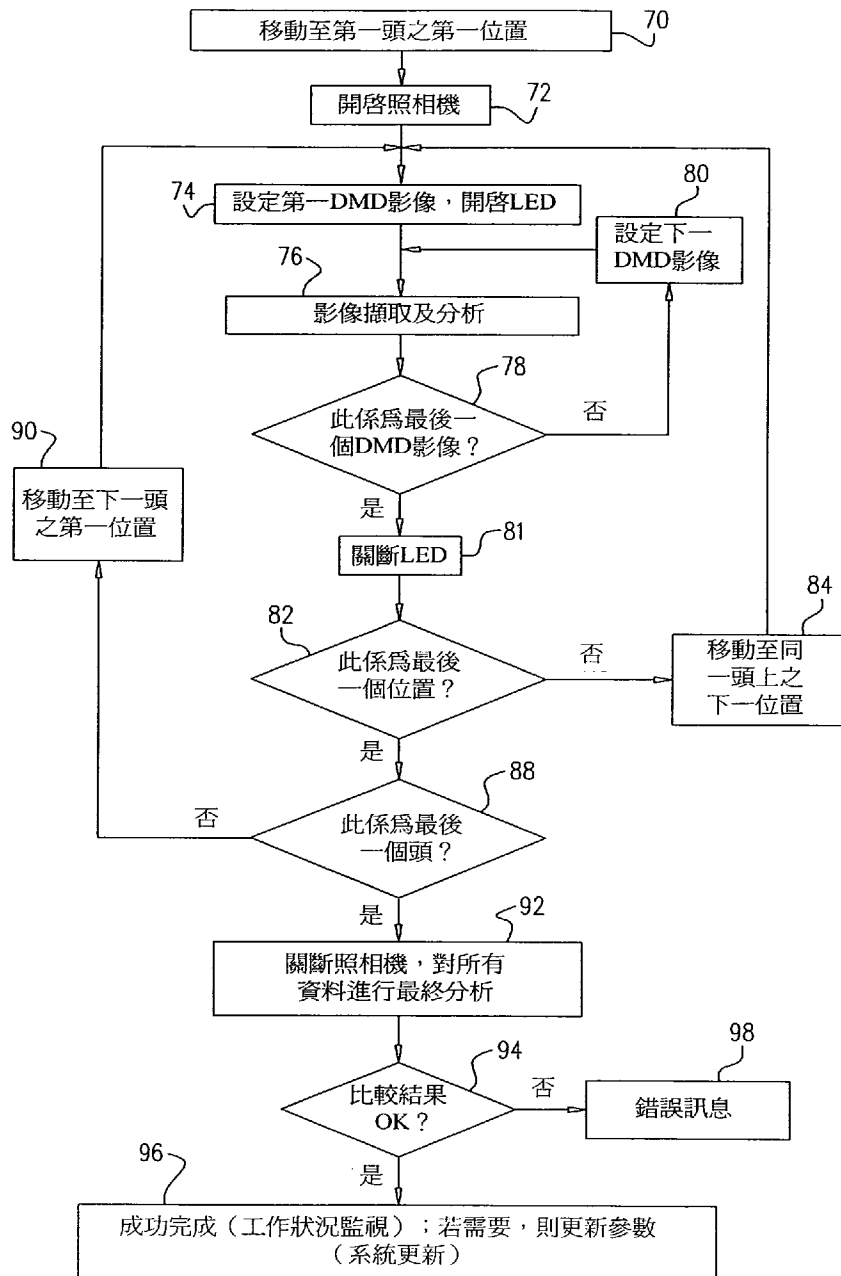 移動至第一頭之第一位置
70
開啓照相機
72
74
設定第一DMD影像，開啓LED
80
設定下一
DMD影像
76
影像擷取及分析
78
此係爲最後一
個DMD影像？
否
90
移動至下一頭
之第一位置
是
關斷LED
81
82
此係爲最後
一個位置？
否
84
移動至同
一頭上之
下一位置
是
88
否
此係爲最後
一個頭？
是
92
關斷照相機，對所有
資料進行最終分析
94
比較結果
OK？
否
98
錯誤訊息
96
是
成功完成（工作狀況監視）；若需要，則更新參數
（系統更新）